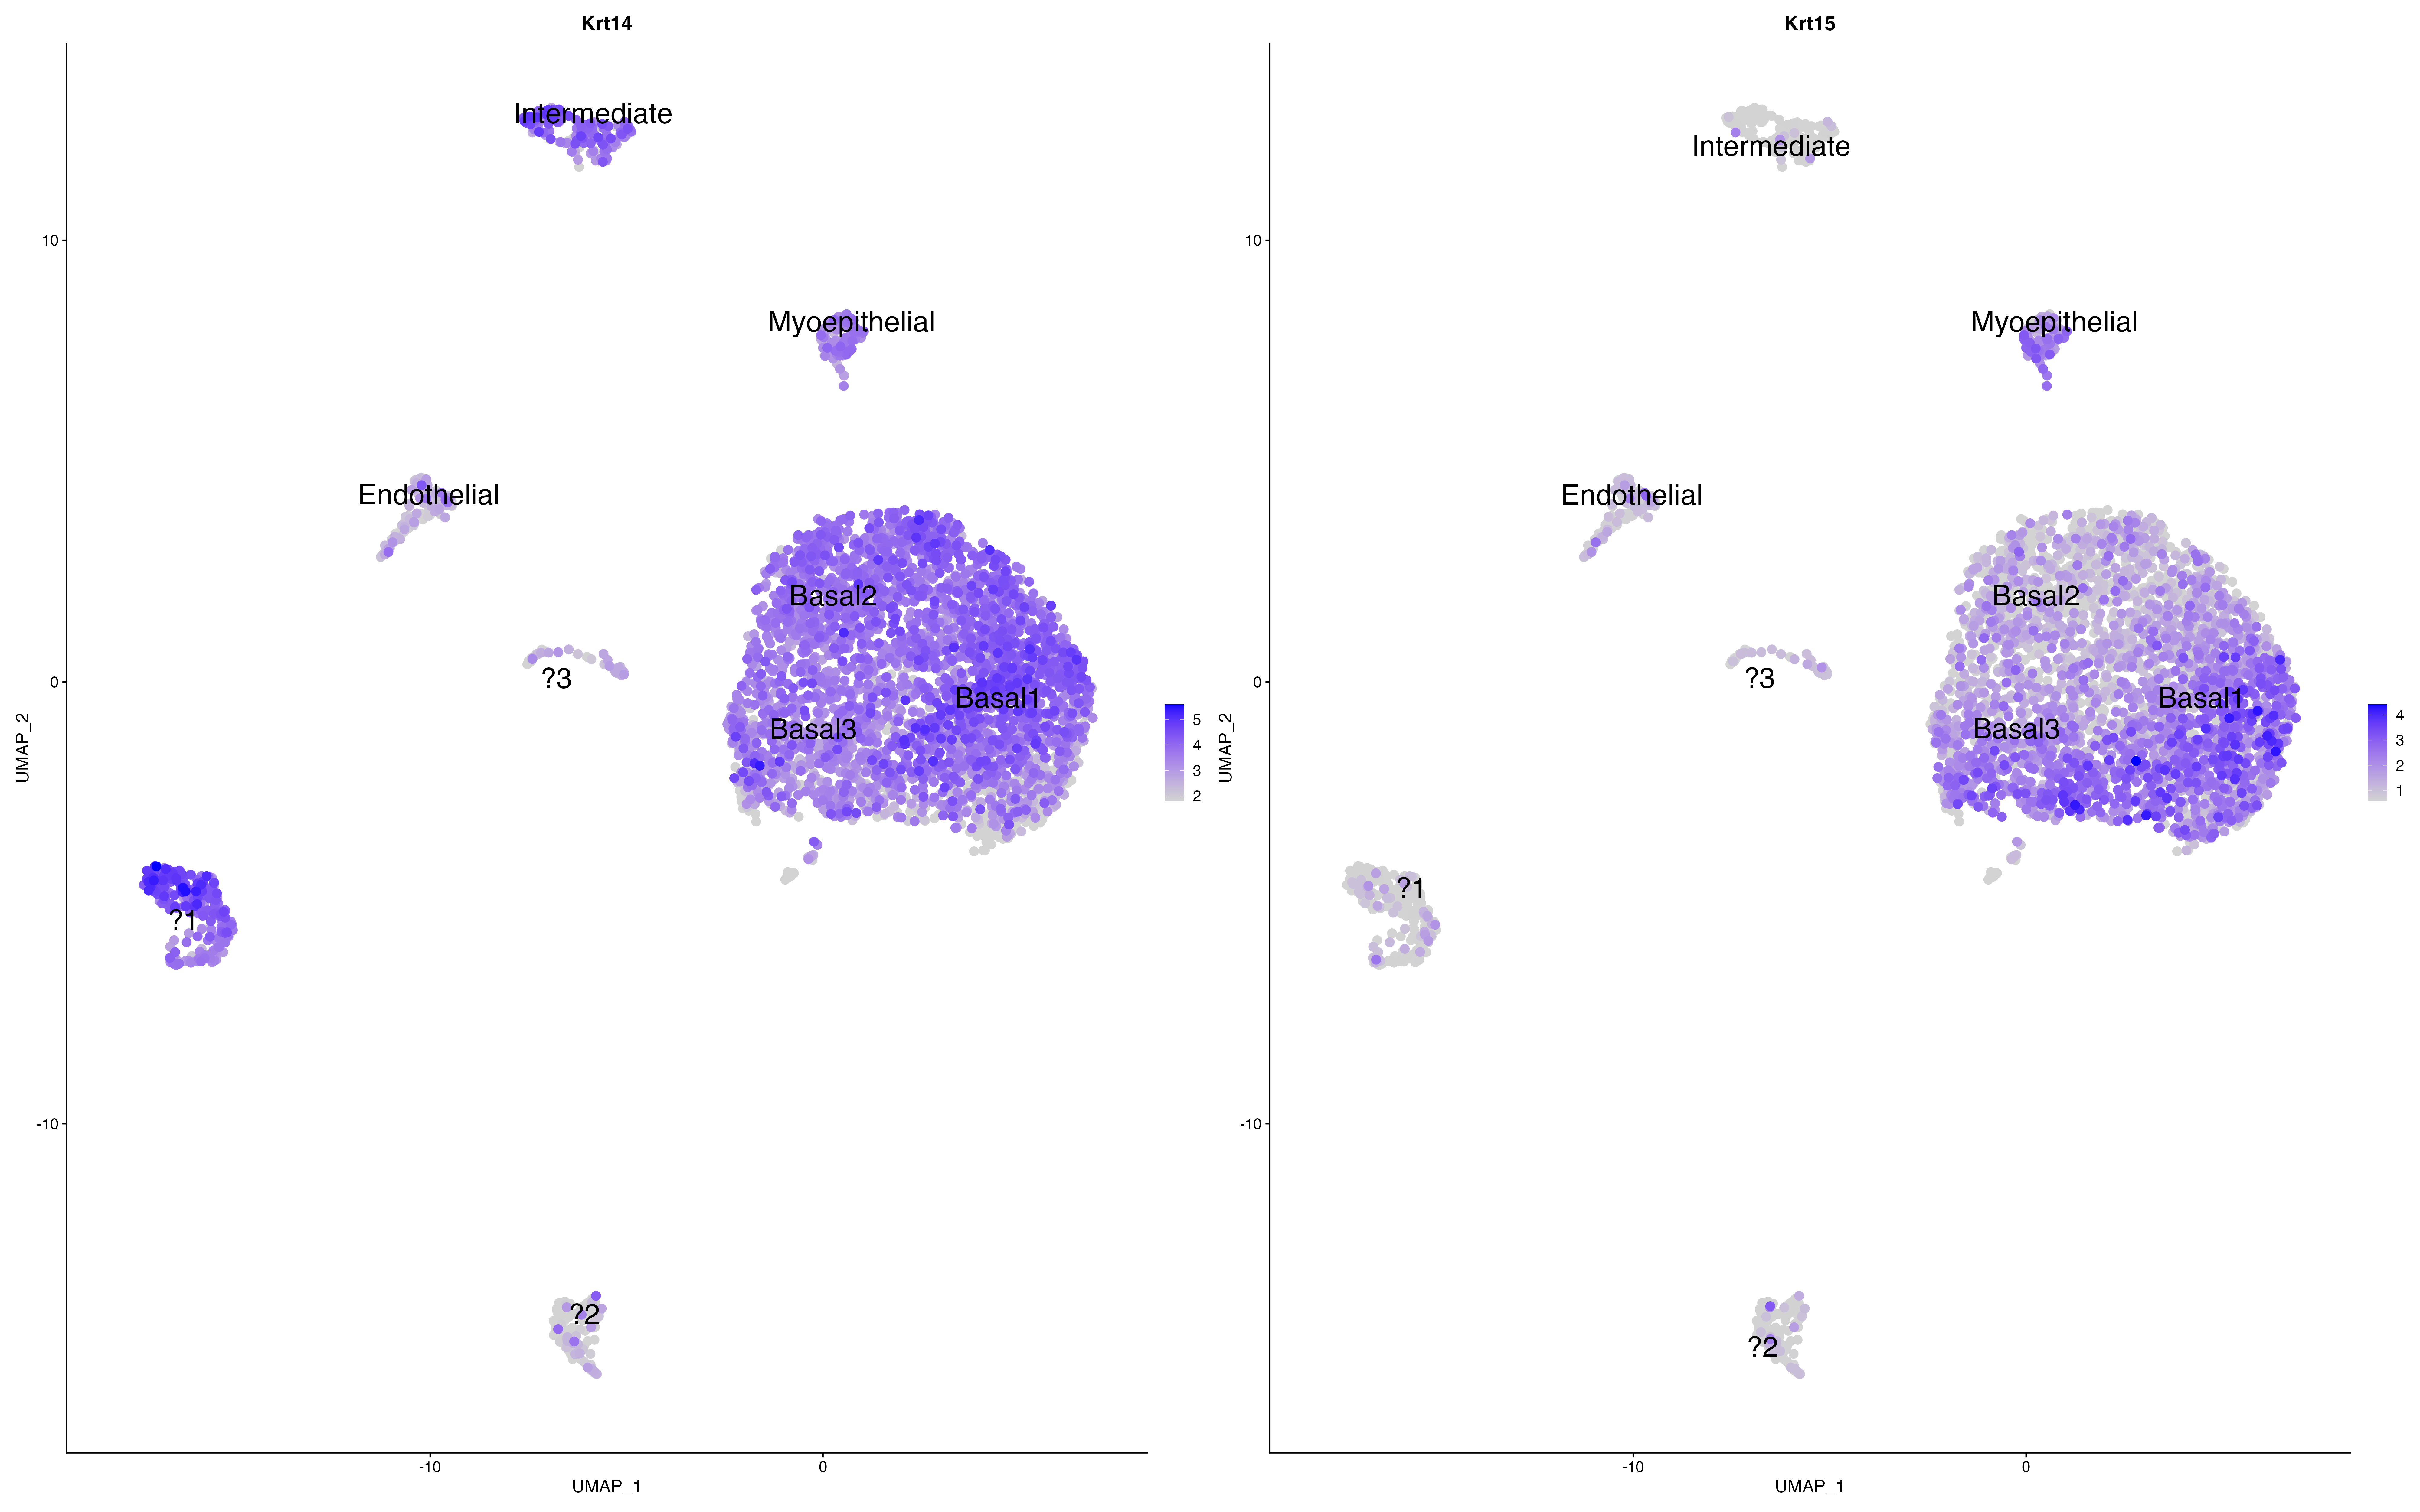 Krt14
Intermediate
Myoepithelial
Endothelial
Basal2
?3
Basal1
Basal3
?1
?2
10
0
-10
-10
0
UMAP_2
UMAP_1
5
4
3
2
Krt15
Intermediate
Myoepithelial
Endothelial
Basal2
?3
Basal1
Basal3
?1
?2
10
0
-10
-10
0
UMAP_2
UMAP_1
4
3
2
1